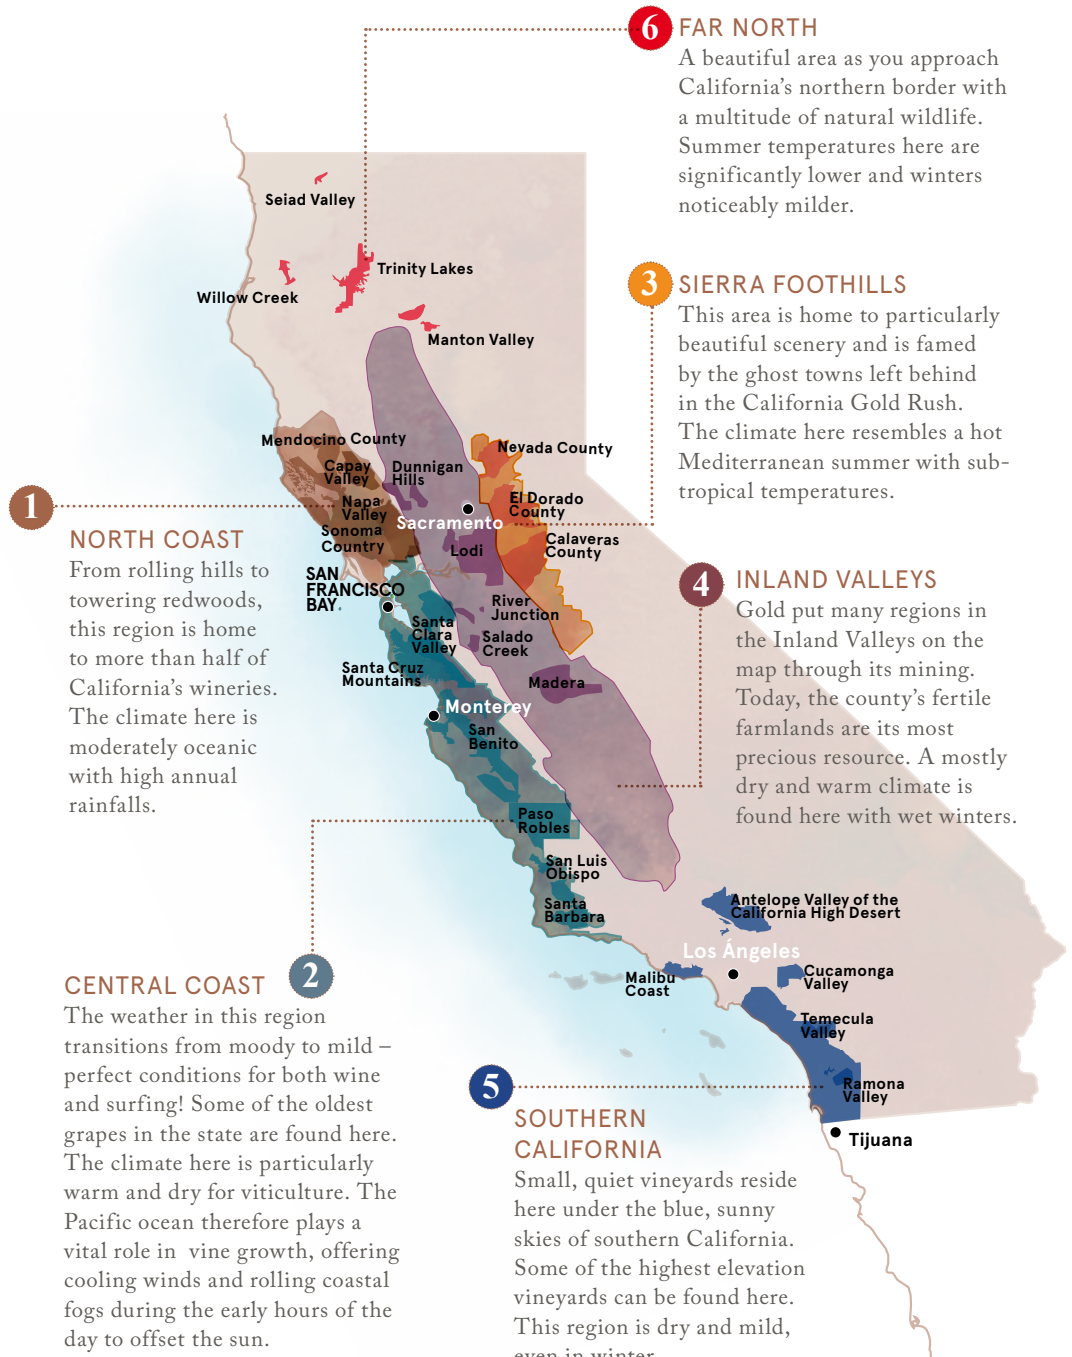 6 FAR NORTH
A beautiful area as you approach
California’s northern border with
a multitude of natural wildlife.
Summer temperatures here are
significantly lower and winters
noticeably milder.
Seiad Valley
Trinity Lakes
Willow Creek
Manton Valley
3 SIERRA FOOTHILLS
This area is home to particularly
beautiful scenery and is famed
by the ghost towns left behind
in the California Gold Rush.
The climate here resembles a hot
Mediterranean summer with sub-
tropical temperatures.
Mendocino County
Capay
Valley
Dunnigan
Hills
Nevada County
Napa
Valley
El Dorado
County
Sacramento
Sonoma
Country
Lodi
Calaveras
County
1
NORTH COAST
From rolling hills to
towering redwoods,
this region is home
to more than half of
California’s wineries.
The climate here is
moderately oceanic
with high annual
rainfalls.
SAN
FRANCISCO
BAY.
River
Junction
Santa
Clara
Valley
Salado
Creek
Santa Cruz
Mountains
Madera
Monterey
San
Benito
4 INLAND VALLEYS
Gold put many regions in
the Inland Valleys on the
map through its mining.
Today, the county’s fertile
farmlands are its most
precious resource. A mostly
dry and warm climate is
found here with wet winters.
Paso
Robles
San Luis
Obispo
Santa
Barbara
Antelope Valley of the
California High Desert
Los Ángeles
Malibu
Coast
Cucamonga
Valley
Temecula
Valley
Ramona
Valley
Tijuana
CENTRAL COAST 2
The weather in this region
transitions from moody to mild –
perfect conditions for both wine
and surfing! Some of the oldest
grapes in the state are found here.
The climate here is particularly
warm and dry for viticulture. The
Pacific ocean therefore plays a
vital role in vine growth, offering
cooling winds and rolling coastal
fogs during the early hours of the
day to offset the sun.
5
SOUTHERN
CALIFORNIA
Small, quiet vineyards reside
here under the blue, sunny
skies of southern California.
Some of the highest elevation
vineyards can be found here.
This region is dry and mild,
even in winter